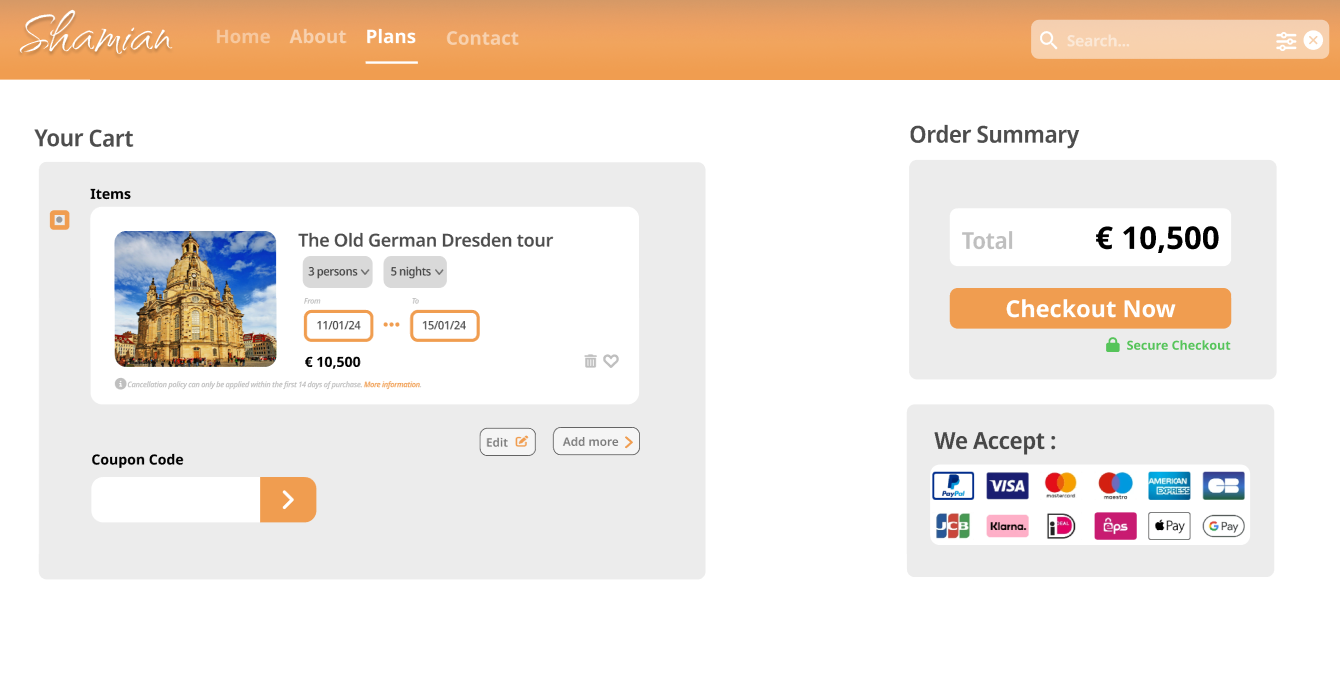 Shamian
Home About Plans Contact
Search...
Your Cart
Items
The Old German Dresden tour
3 persons 5 nights
From To
11/01/24 15/01/24
€ 10,500
Cancellation policy can only be applied within the first 14 days of purchase. More information.
Edit Add more
Coupon Code
Order Summary
Total € 10,500
Checkout Now
Secure Checkout
We Accept :
PayPal VISA mastercard maestro AMERICAN EXPRESS CB
JCB Klarna. iDEAL eps Pay G Pay